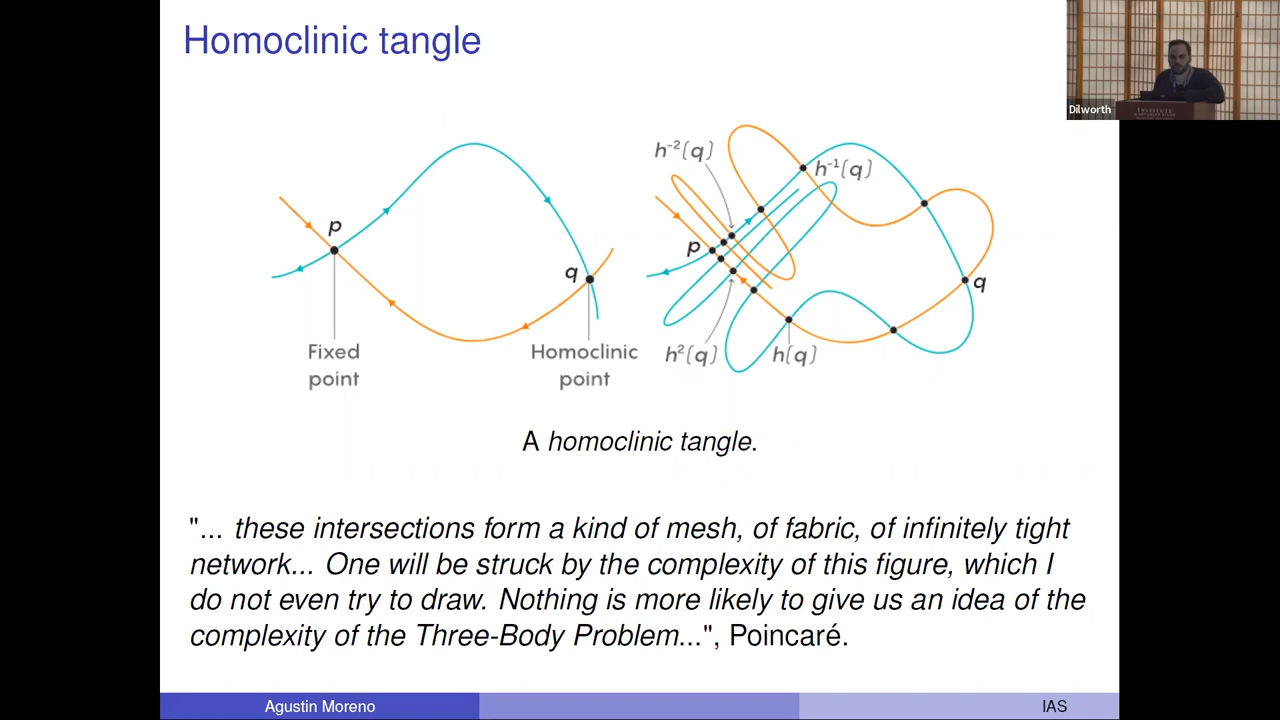 Homoclinic tangle
Dilworth
INSTITUTE
p
q
Fixed
point
Homoclinic
point
h⁻²(q)
h⁻¹(q)
p
q
h²(q)
h(q)
A homoclinic tangle.
"... these intersections form a kind of mesh, of fabric, of infinitely tight
network... One will be struck by the complexity of this figure, which I
do not even try to draw. Nothing is more likely to give us an idea of the
complexity of the Three-Body Problem...", Poincaré.
Agustin Moreno
IAS